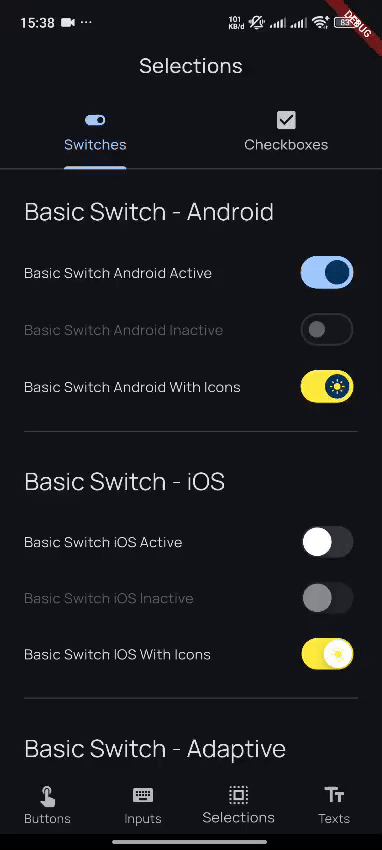 15:38 ...
101 KB/d
83
DEBUG
Selections
Switches
Checkboxes
Basic Switch - Android
Basic Switch Android Active
Basic Switch Android Inactive
Basic Switch Android With Icons
Basic Switch - iOS
Basic Switch iOS Active
Basic Switch iOS Inactive
Basic Switch IOS With Icons
Basic Switch - Adaptive
Buttons
Inputs
Selections
Texts